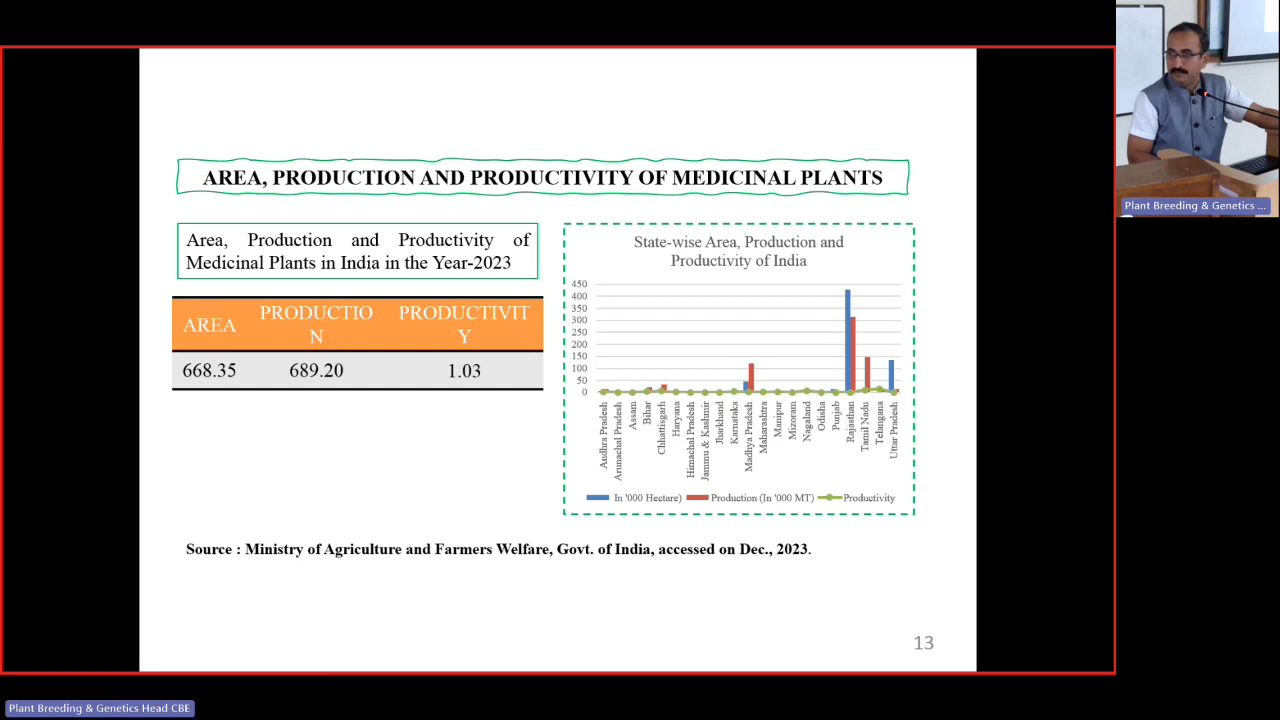 AREA, PRODUCTION AND PRODUCTIVITY OF MEDICINAL PLANTS
Area, Production and Productivity of
Medicinal Plants in India in the Year-2023
AREA
PRODUCTIO
N
PRODUCTIVIT
Y
668.35
689.20
1.03
State-wise Area, Production and
Productivity of India
450
400
350
300
250
200
150
100
50
0
Andhra Pradesh
Arunachal Pradesh
Assam
Bihar
Chhattisgarh
Haryana
Himachal Pradesh
Jammu & Kashmir
Jharkhand
Karnataka
Madhya Pradesh
Maharashtra
Manipur
Mizoram
Nagaland
Odisha
Punjab
Rajasthan
Tamil Nadu
Telangana
Uttar Pradesh
In '000 Hectare)
Production (In '000 MT)
Productivity
Source : Ministry of Agriculture and Farmers Welfare, Govt. of India, accessed on Dec., 2023.
13
Plant Breeding & Genetics ...
Plant Breeding & Genetics Head CBE